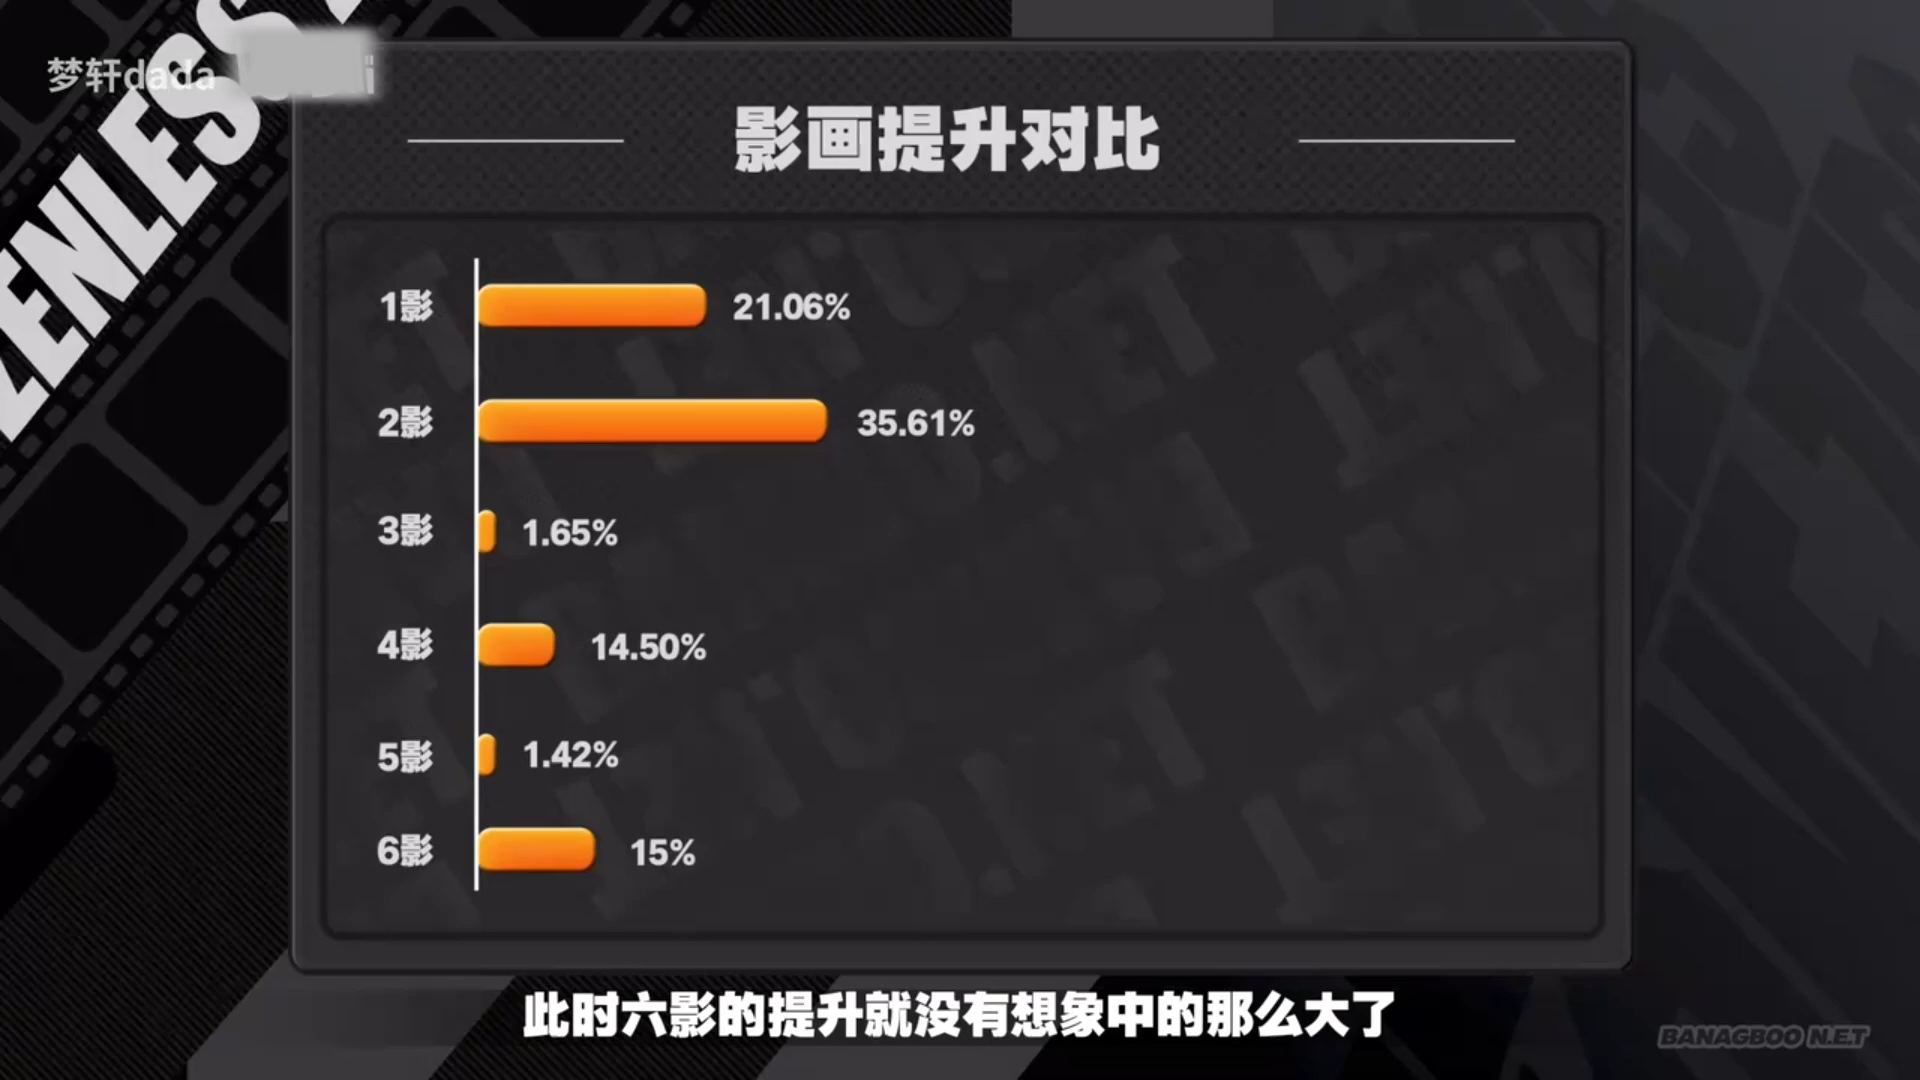 梦轩dada
ZENLESS
影画提升对比
1影 21.06%
2影 35.61%
3影 1.65%
4影 14.50%
5影 1.42%
6影 15%
此时六影的提升就没有想象中的那么大了
BANAGBOO N.ET